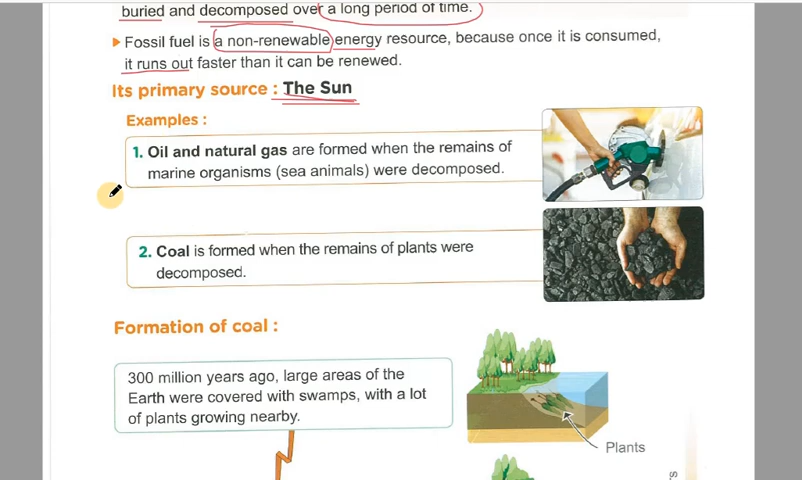 buried and decomposed over a long period of time.
Fossil fuel is a non-renewable energy resource, because once it is consumed,
it runs out faster than it can be renewed.
Its primary source : The Sun
Examples :
1. Oil and natural gas are formed when the remains of
marine organisms (sea animals) were decomposed.
2. Coal is formed when the remains of plants were
decomposed.
Formation of coal :
300 million years ago, large areas of the
Earth were covered with swamps, with a lot
of plants growing nearby.
Plants